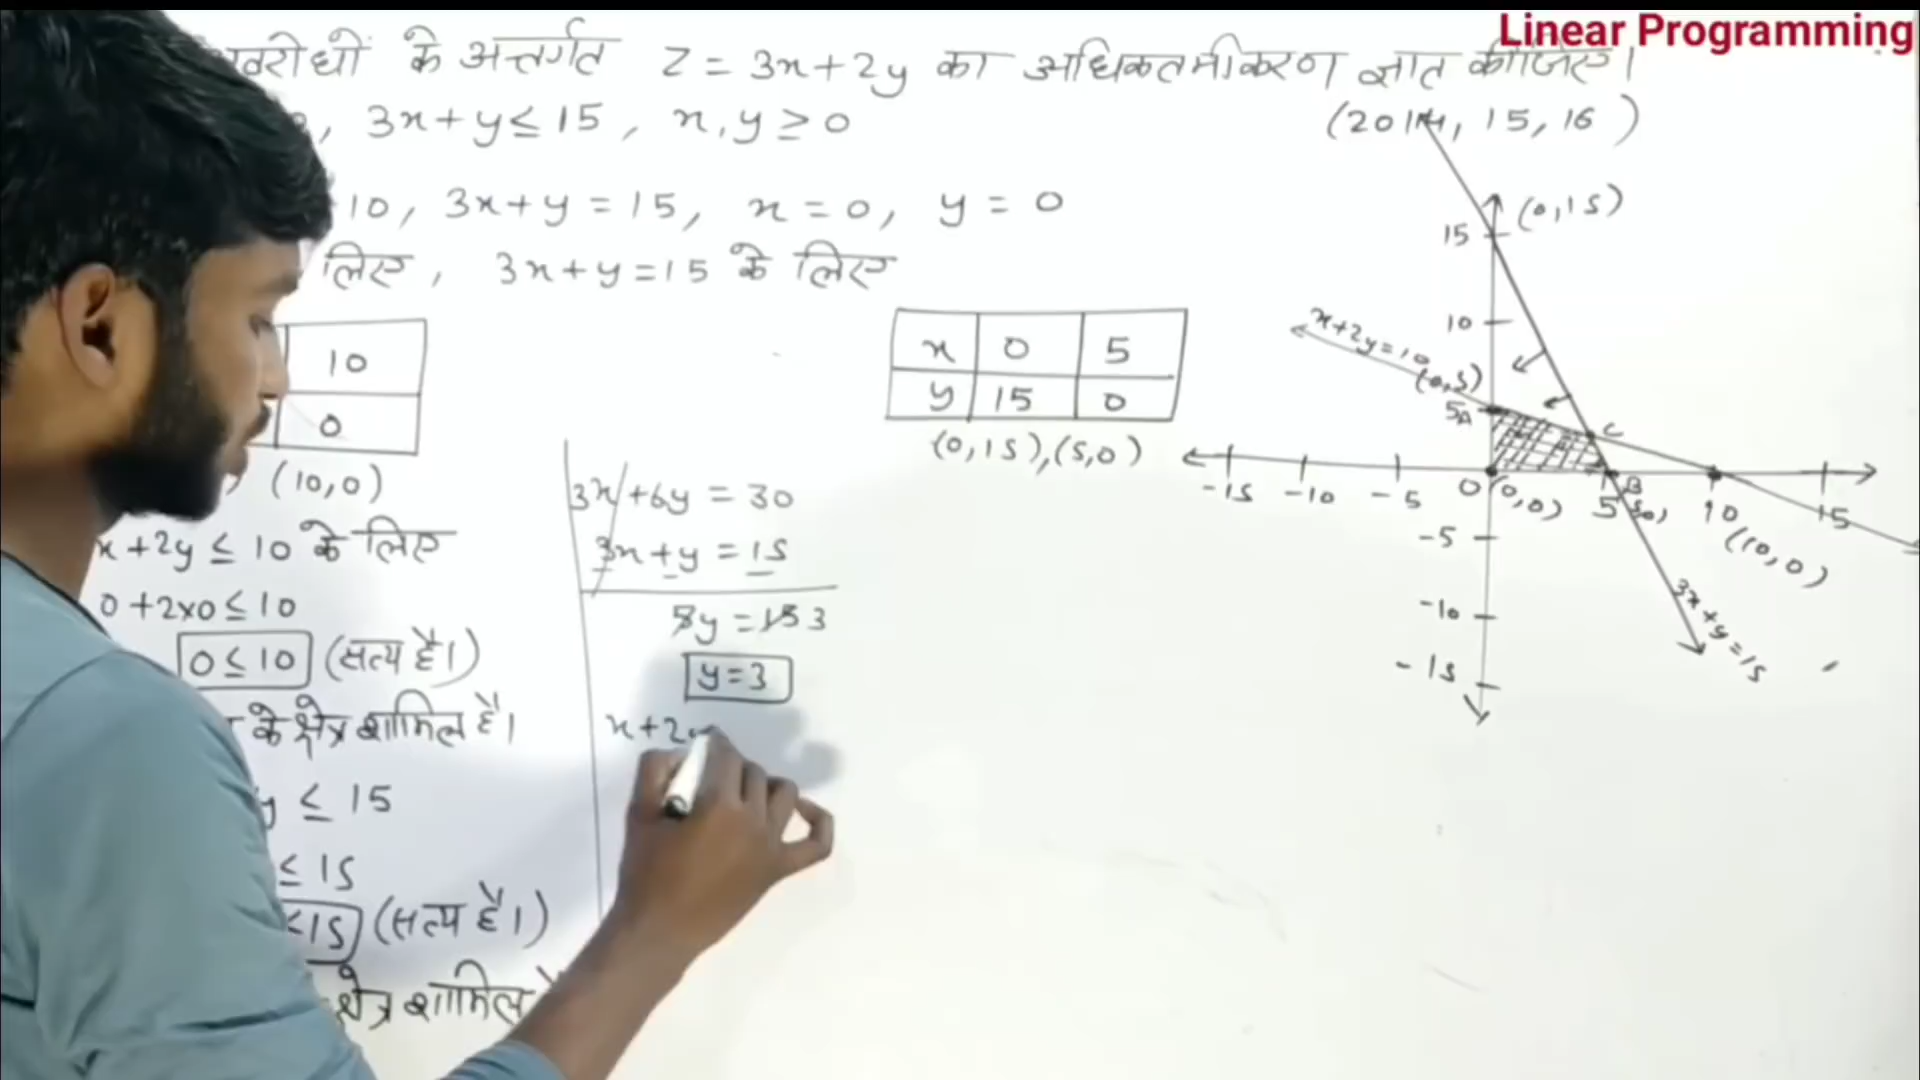 Linear Programming
के अन्तर्गत Z = 3x+2y का अधिकतमीकरण ज्ञात कीजिए।
3x+y≤15, x,y ≥ 0
(2014, 15, 16)
10, 3x+y=15, x=0, y=0
लिए, 3x+y=15 के लिए
10
0
(10,0)
x+2y ≤ 10 के लिए
0+2×0≤10
0≤10 (सत्य है।)
के क्षेत्र शामिल है।
y ≤ 15
≤ 15
≤15 (सत्य है।)
क्षेत्र शामिल
3x+6y=30
3x+y=15
5y=15 3
y=3
x+2y
x 0 5
y 15 0
(0,15),(5,0)
15 (0,15)
10
x+2y=10
(0,5)
5 A
C
-15 -10 -5 0 (0,0) 5 B 10 15
(10,0)
-5
-10
-15
3x+y=15